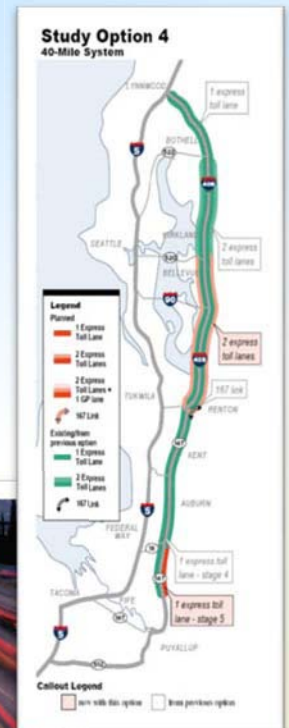 Study Option 4
40-Mile System
LYNNWOOD
1 express
toll lane
BOTHELL
5
522
405
KIRKLAND
2 express
toll lanes
SEATTLE
520
BELLEVUE
90
2 express
toll lanes
405
Legend
Planned
1 Express
Toll Lane
2 Express
Toll Lanes
2 Express
Toll Lanes +
1 GP lane
167 Link
Existing/from
previous option
1 Express
Toll Lane
2 Express
Toll Lanes
167 Link
167 link
TUKWILA
RENTON
167
KENT
5
AUBURN
FEDERAL
WAY
18
1 express toll
lane - stage 4
TACOMA
FIFE
167
167
1 express toll
lane - stage 5
5
PUYALLUP
512
Callout Legend
new with this option
from previous option